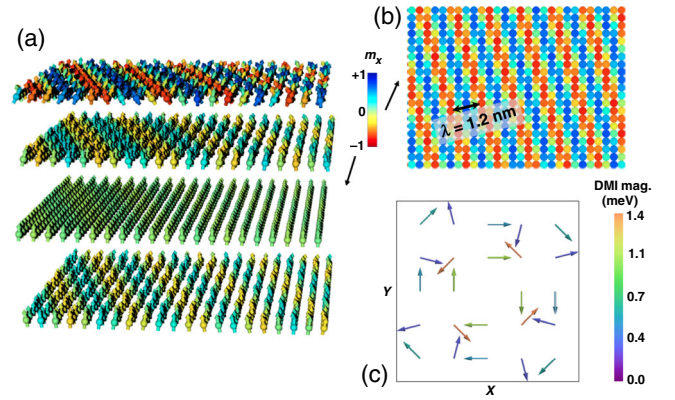 (a)
m_x
+1
0
−1
(b)
λ = 1.2 nm
DMI mag.
(meV)
1.4
1.1
0.7
0.4
0.0
Y
(c)
X